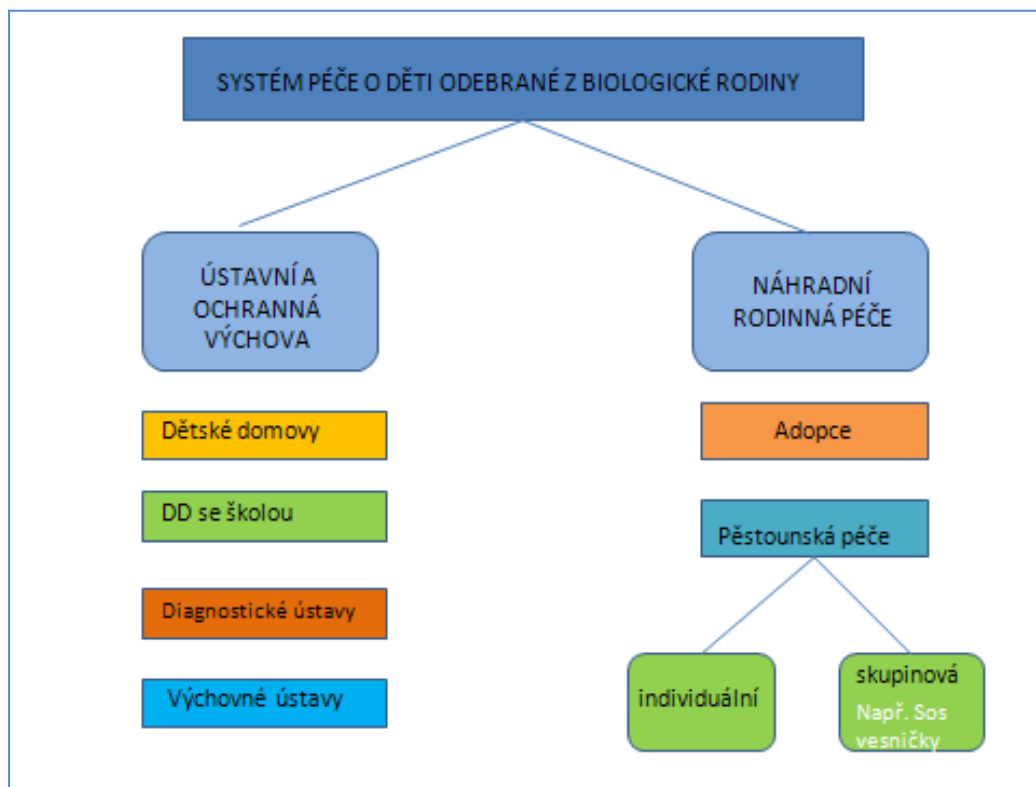 SYSTÉM PÉČE O DĚTI ODEBRANÉ Z BIOLOGICKÉ RODINY
ÚSTAVNÍ A
OCHRANNÁ
VÝCHOVA
Dětské domovy
DD se školou
Diagnostické ústavy
Výchovné ústavy
NÁHRADNÍ
RODINNÁ PÉČE
Adopce
Pěstounská péče
individuální
skupinová
Např. Sos
vesničky